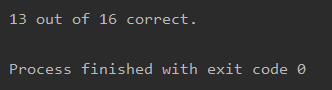 13 out of 16 correct.
Process finished with exit code 0